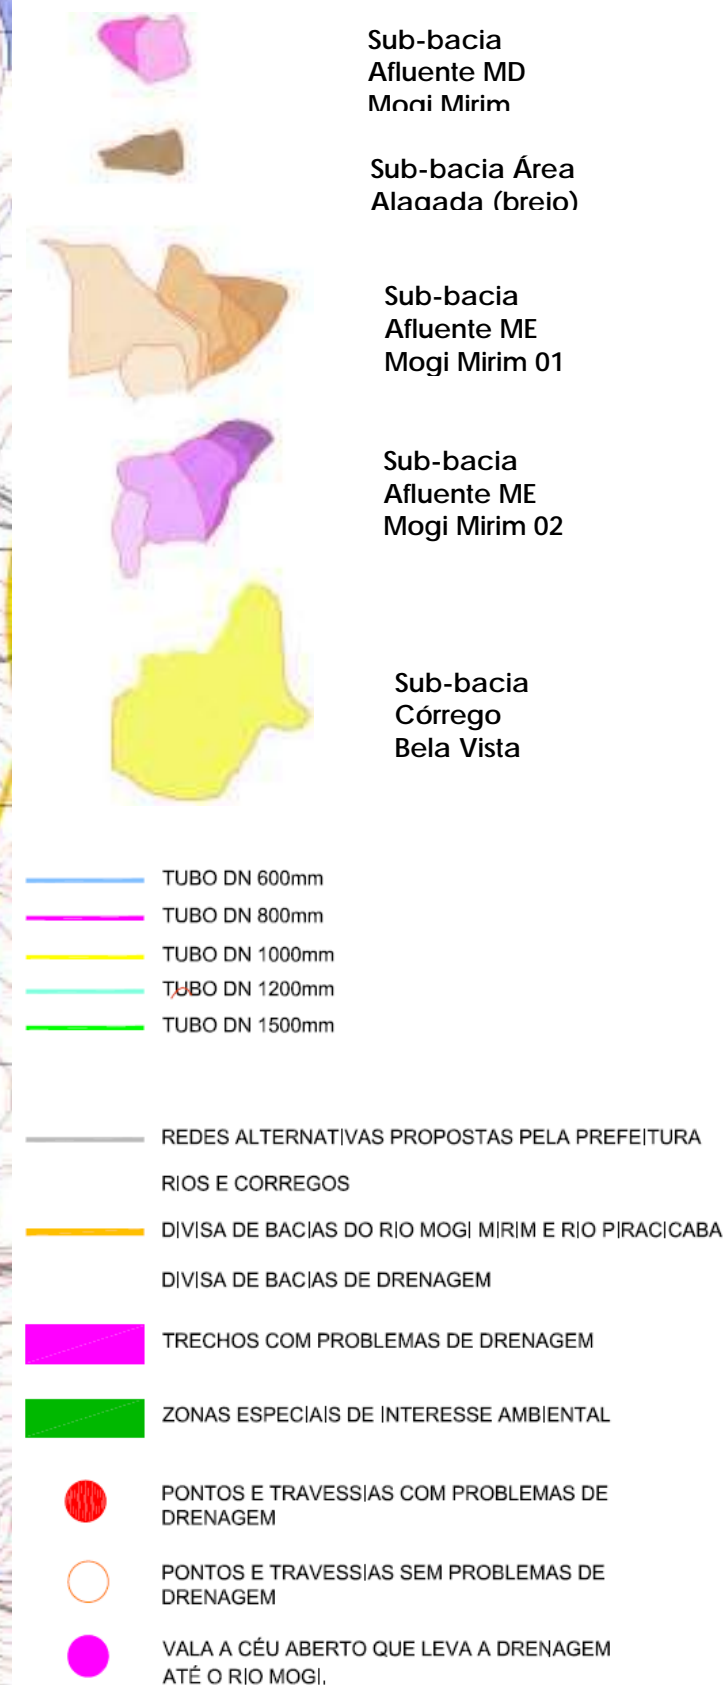 Sub-bacia
Afluente MD
Mogi Mirim
Sub-bacia Área
Alagada (brejo)
Sub-bacia
Afluente ME
Mogi Mirim 01
Sub-bacia
Afluente ME
Mogi Mirim 02
Sub-bacia
Córrego
Bela Vista
TUBO DN 600mm
TUBO DN 800mm
TUBO DN 1000mm
TUBO DN 1200mm
TUBO DN 1500mm
REDES ALTERNATIVAS PROPOSTAS PELA PREFEITURA
RIOS E CORREGOS
DIVISA DE BACIAS DO RIO MOGI MIRIM E RIO PIRACICABA
DIVISA DE BACIAS DE DRENAGEM
TRECHOS COM PROBLEMAS DE DRENAGEM
ZONAS ESPECIAIS DE INTERESSE AMBIENTAL
PONTOS E TRAVESSIAS COM PROBLEMAS DE
DRENAGEM
PONTOS E TRAVESSIAS SEM PROBLEMAS DE
DRENAGEM
VALA A CÉU ABERTO QUE LEVA A DRENAGEM
ATÉ O RIO MOGI.